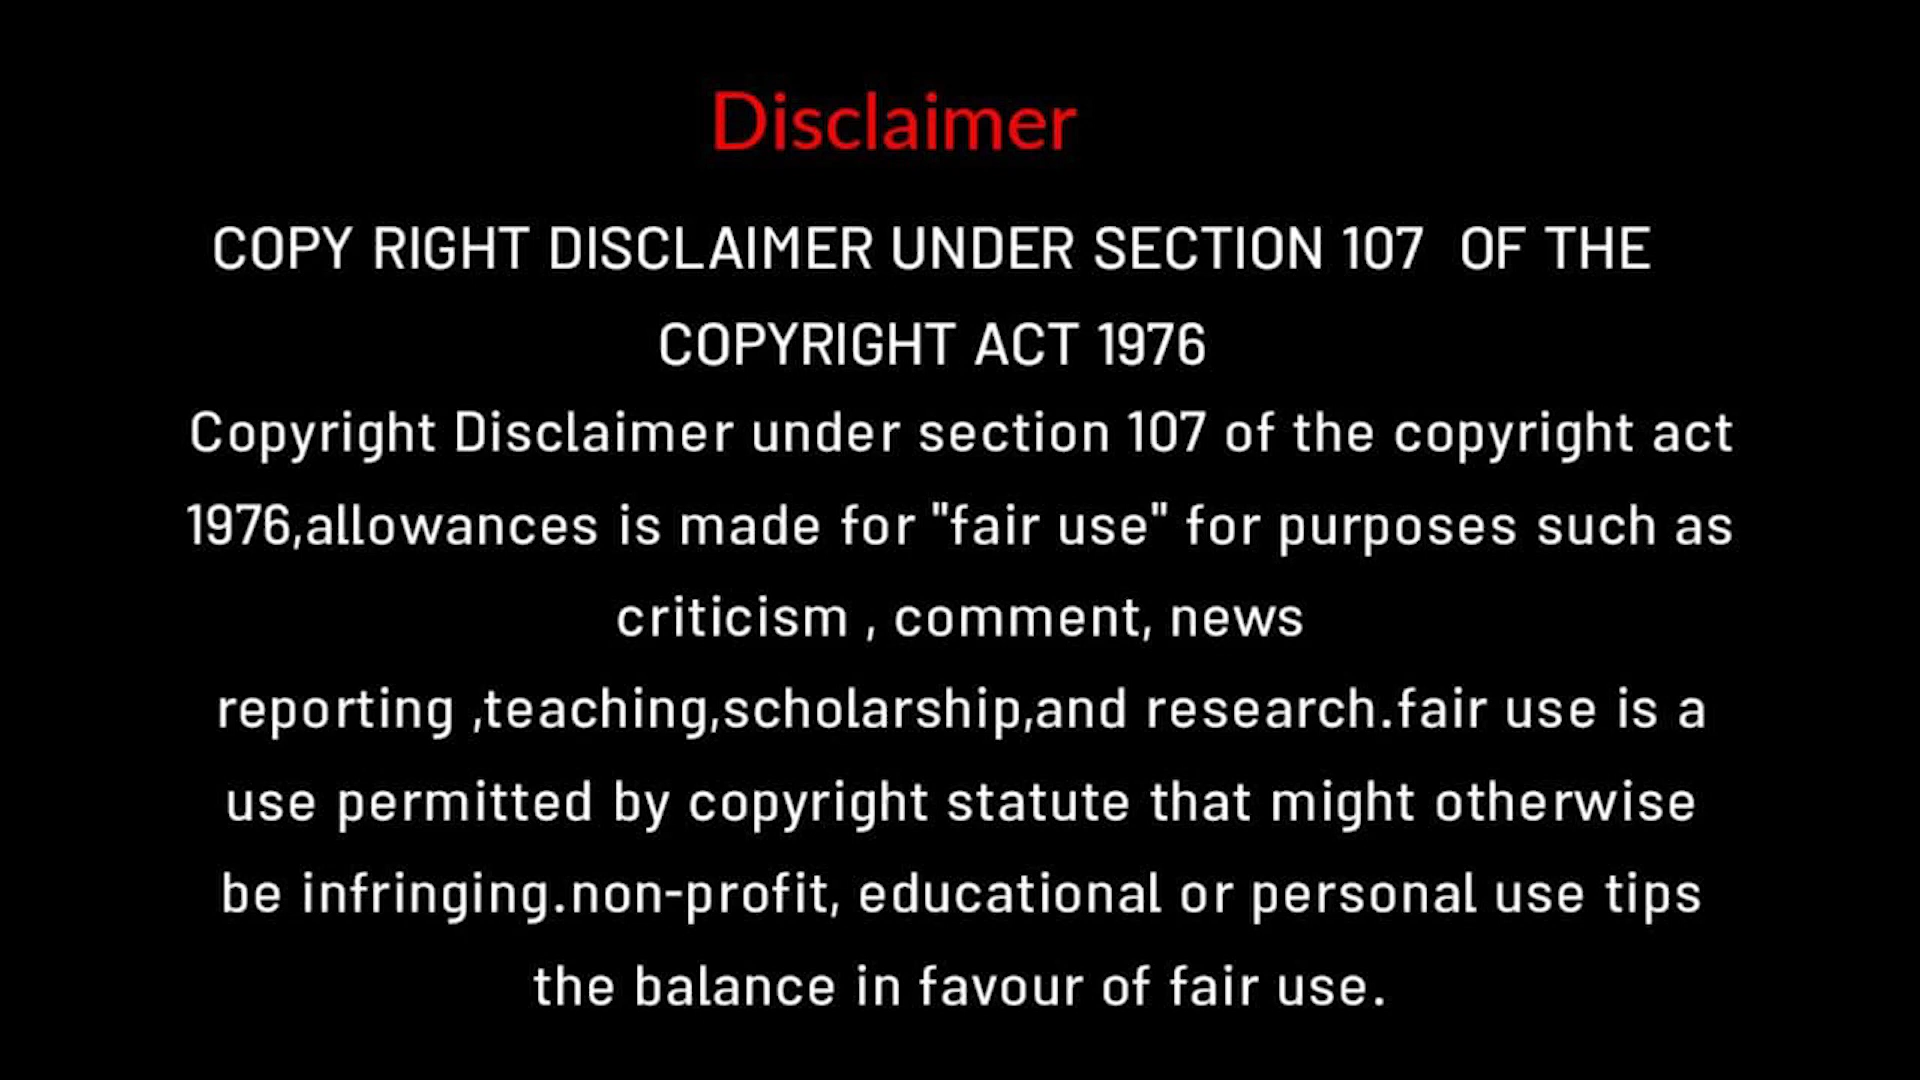 Disclaimer
COPY RIGHT DISCLAIMER UNDER SECTION 107 OF THE
COPYRIGHT ACT 1976
Copyright Disclaimer under section 107 of the copyright act
1976,allowances is made for "fair use" for purposes such as
criticism , comment, news
reporting ,teaching,scholarship,and research.fair use is a
use permitted by copyright statute that might otherwise
be infringing.non-profit, educational or personal use tips
the balance in favour of fair use.